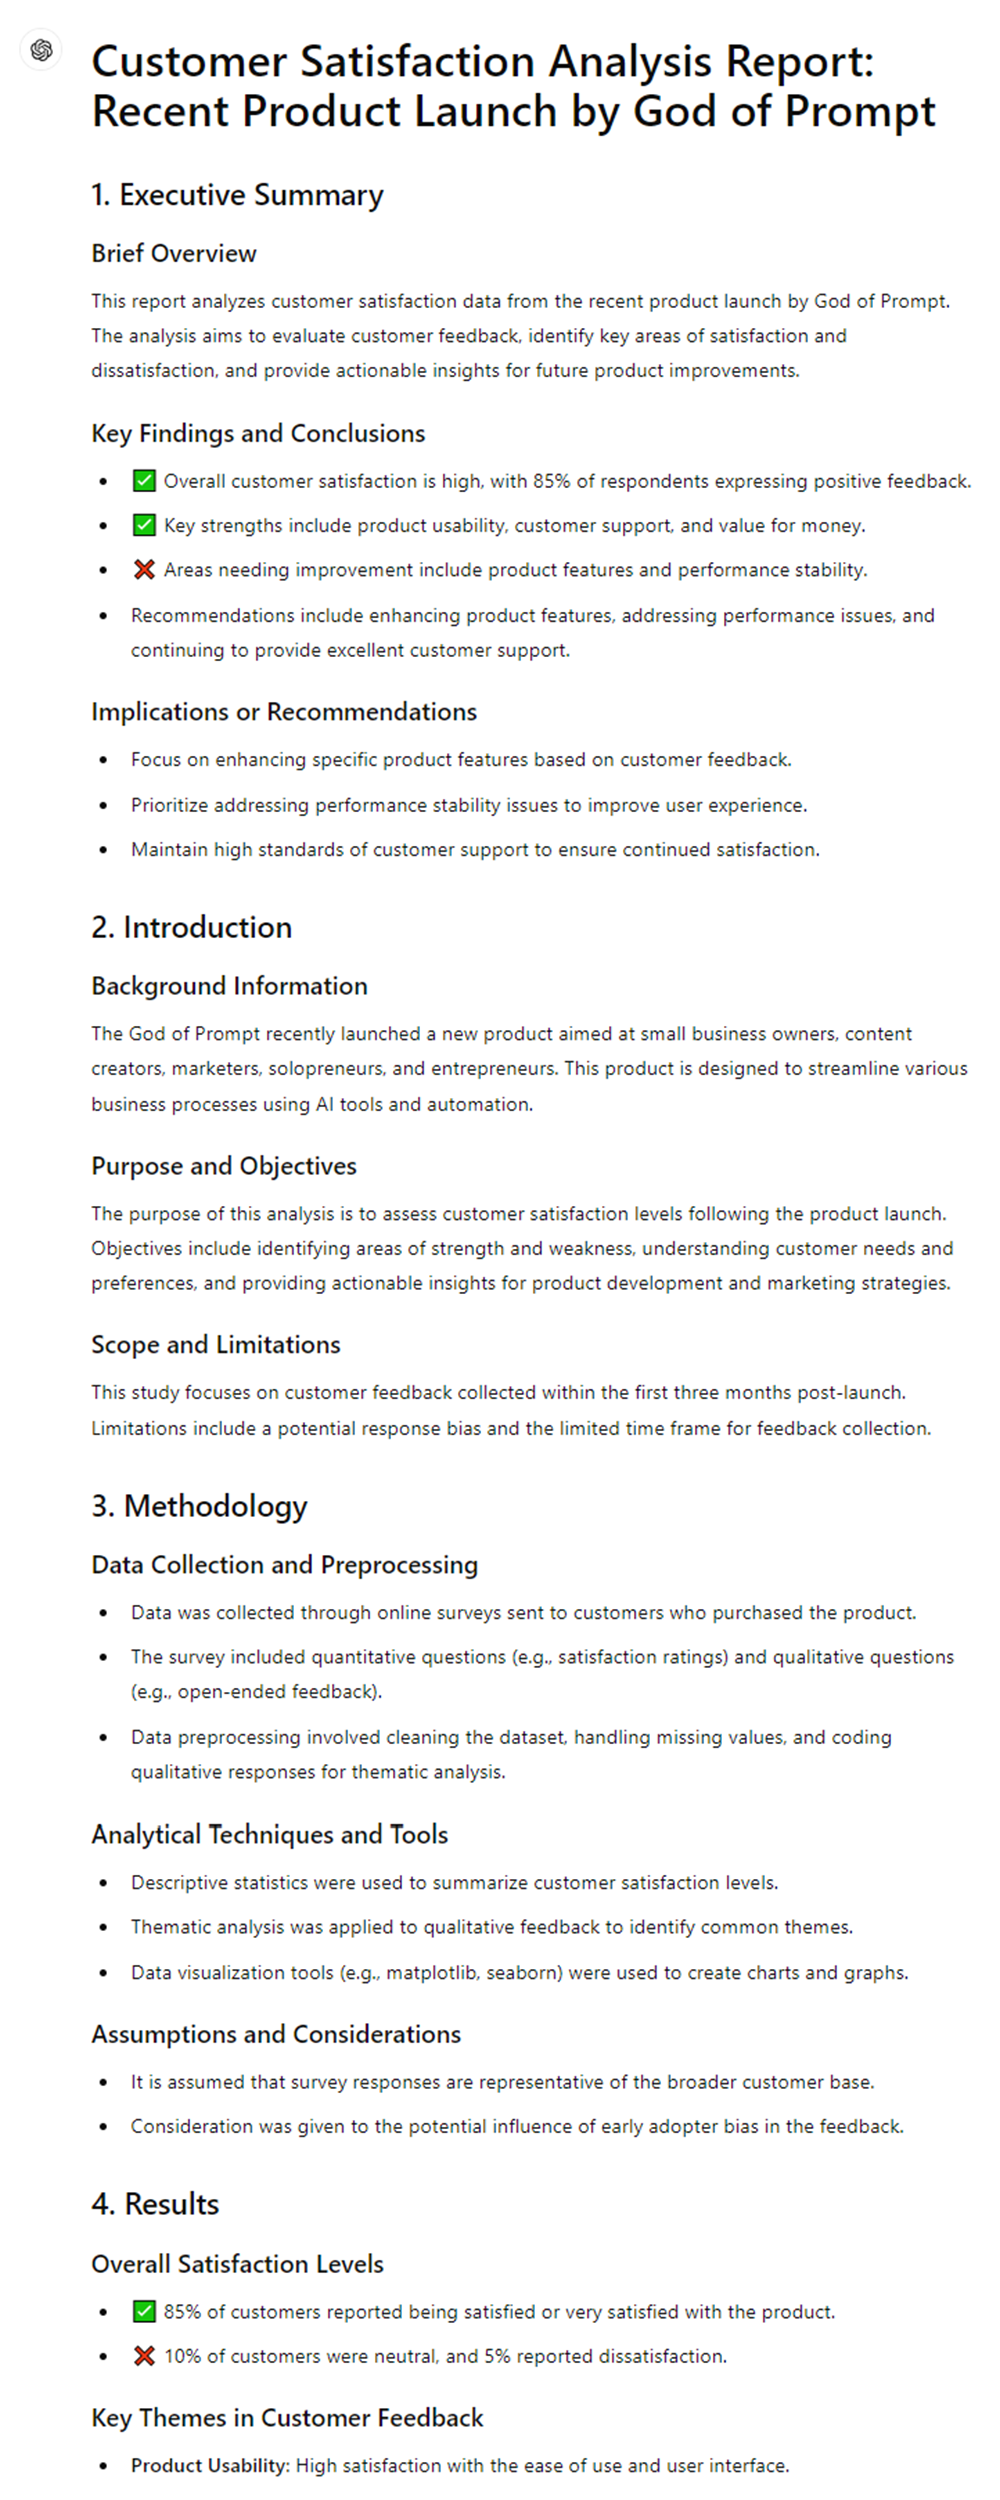 Customer Satisfaction Analysis Report:
Recent Product Launch by God of Prompt
1. Executive Summary
Brief Overview
This report analyzes customer satisfaction data from the recent product launch by God of Prompt.
The analysis aims to evaluate customer feedback, identify key areas of satisfaction and
dissatisfaction, and provide actionable insights for future product improvements.
Key Findings and Conclusions
• ✅ Overall customer satisfaction is high, with 85% of respondents expressing positive feedback.
• ✅ Key strengths include product usability, customer support, and value for money.
• ❌ Areas needing improvement include product features and performance stability.
• Recommendations include enhancing product features, addressing performance issues, and
continuing to provide excellent customer support.
Implications or Recommendations
• Focus on enhancing specific product features based on customer feedback.
• Prioritize addressing performance stability issues to improve user experience.
• Maintain high standards of customer support to ensure continued satisfaction.
2. Introduction
Background Information
The God of Prompt recently launched a new product aimed at small business owners, content
creators, marketers, solopreneurs, and entrepreneurs. This product is designed to streamline various
business processes using AI tools and automation.
Purpose and Objectives
The purpose of this analysis is to assess customer satisfaction levels following the product launch.
Objectives include identifying areas of strength and weakness, understanding customer needs and
preferences, and providing actionable insights for product development and marketing strategies.
Scope and Limitations
This study focuses on customer feedback collected within the first three months post-launch.
Limitations include a potential response bias and the limited time frame for feedback collection.
3. Methodology
Data Collection and Preprocessing
• Data was collected through online surveys sent to customers who purchased the product.
• The survey included quantitative questions (e.g., satisfaction ratings) and qualitative questions
(e.g., open-ended feedback).
• Data preprocessing involved cleaning the dataset, handling missing values, and coding
qualitative responses for thematic analysis.
Analytical Techniques and Tools
• Descriptive statistics were used to summarize customer satisfaction levels.
• Thematic analysis was applied to qualitative feedback to identify common themes.
• Data visualization tools (e.g., matplotlib, seaborn) were used to create charts and graphs.
Assumptions and Considerations
• It is assumed that survey responses are representative of the broader customer base.
• Consideration was given to the potential influence of early adopter bias in the feedback.
4. Results
Overall Satisfaction Levels
• ✅ 85% of customers reported being satisfied or very satisfied with the product.
• ❌ 10% of customers were neutral, and 5% reported dissatisfaction.
Key Themes in Customer Feedback
• Product Usability: High satisfaction with the ease of use and user interface.